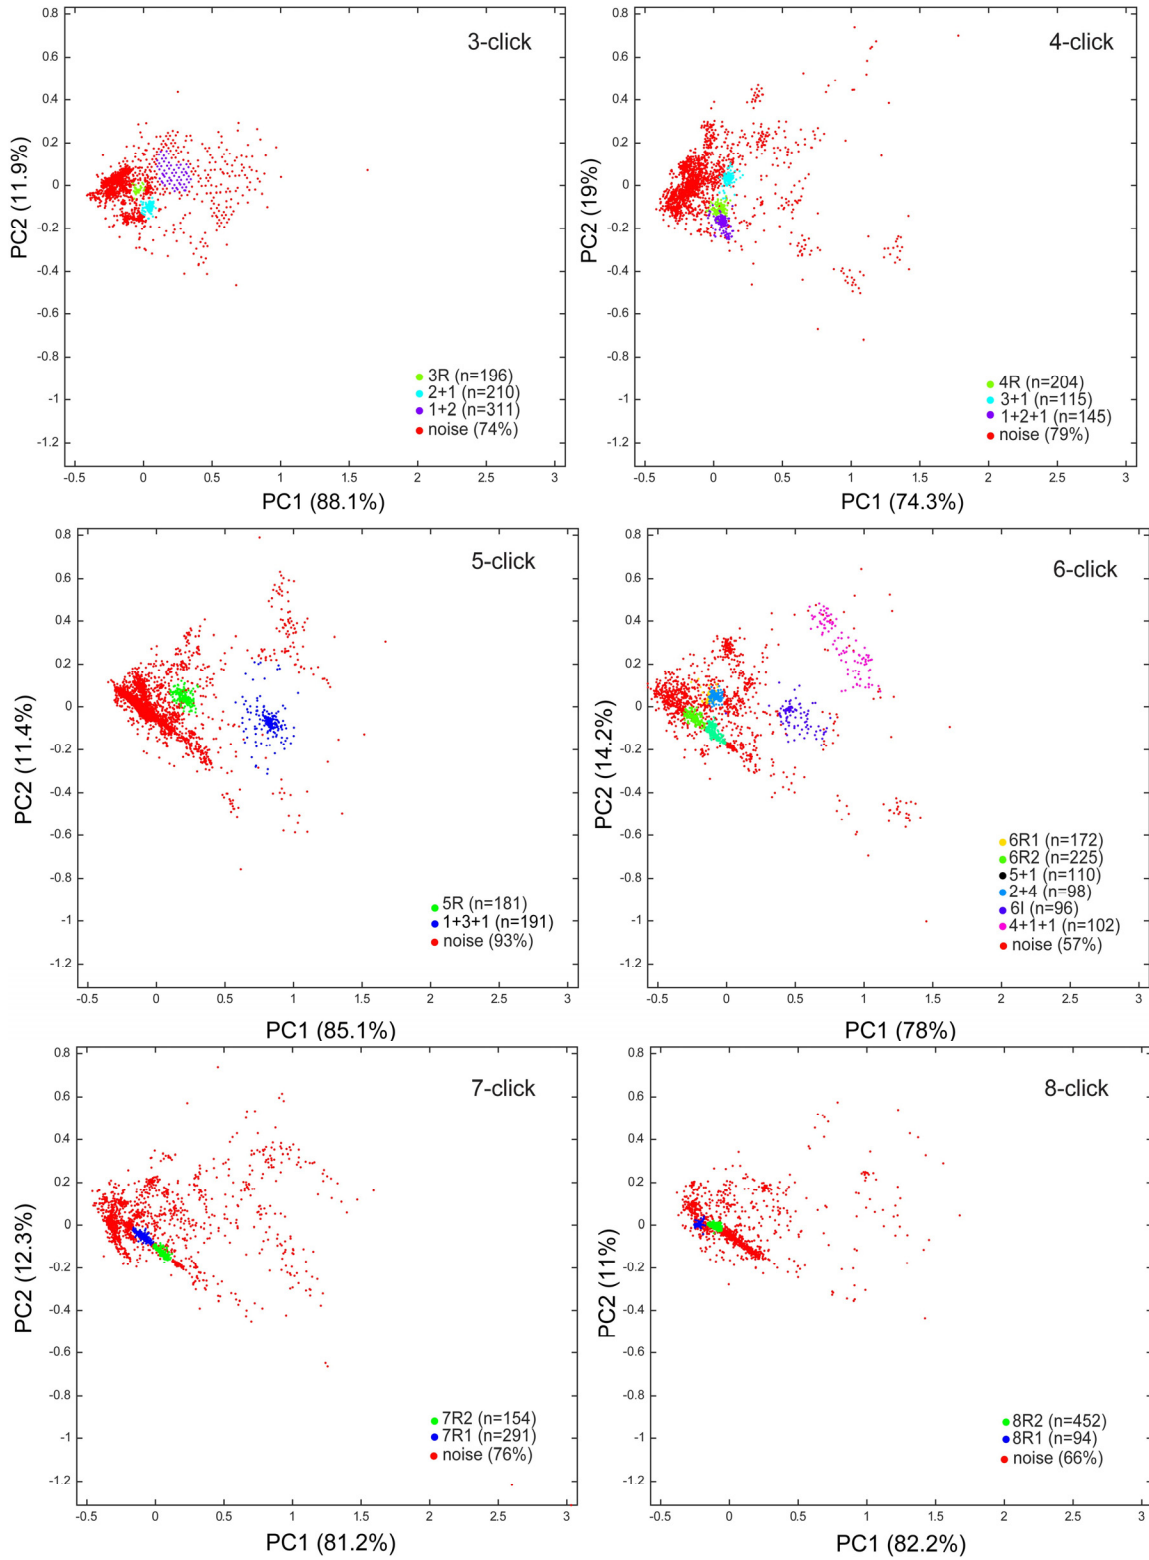 3-click
0.8
0.6
0.4
0.2
0
-0.2
-0.4
-0.6
-0.8
-1
-1.2
PC2 (11.9%)
3R (n=196)
2+1 (n=210)
1+2 (n=311)
noise (74%)
-0.5 0 0.5 1 1.5 2 2.5 3
PC1 (88.1%)
4-click
0.8
0.6
0.4
0.2
0
-0.2
-0.4
-0.6
-0.8
-1
-1.2
PC2 (19%)
4R (n=204)
3+1 (n=115)
1+2+1 (n=145)
noise (79%)
-0.5 0 0.5 1 1.5 2 2.5 3
PC1 (74.3%)
5-click
0.8
0.6
0.4
0.2
0
-0.2
-0.4
-0.6
-0.8
-1
-1.2
PC2 (11.4%)
5R (n=181)
1+3+1 (n=191)
noise (93%)
-0.5 0 0.5 1 1.5 2 2.5 3
PC1 (85.1%)
6-click
0.8
0.6
0.4
0.2
0
-0.2
-0.4
-0.6
-0.8
-1
-1.2
PC2 (14.2%)
6R1 (n=172)
6R2 (n=225)
5+1 (n=110)
2+4 (n=98)
6I (n=96)
4+1+1 (n=102)
noise (57%)
-0.5 0 0.5 1 1.5 2 2.5 3
PC1 (78%)
7-click
0.8
0.6
0.4
0.2
0
-0.2
-0.4
-0.6
-0.8
-1
-1.2
PC2 (12.3%)
7R2 (n=154)
7R1 (n=291)
noise (76%)
-0.5 0 0.5 1 1.5 2 2.5 3
PC1 (81.2%)
8-click
0.8
0.6
0.4
0.2
0
-0.2
-0.4
-0.6
-0.8
-1
-1.2
PC2 (11%)
8R2 (n=452)
8R1 (n=94)
noise (66%)
-0.5 0 0.5 1 1.5 2 2.5 3
PC1 (82.2%)